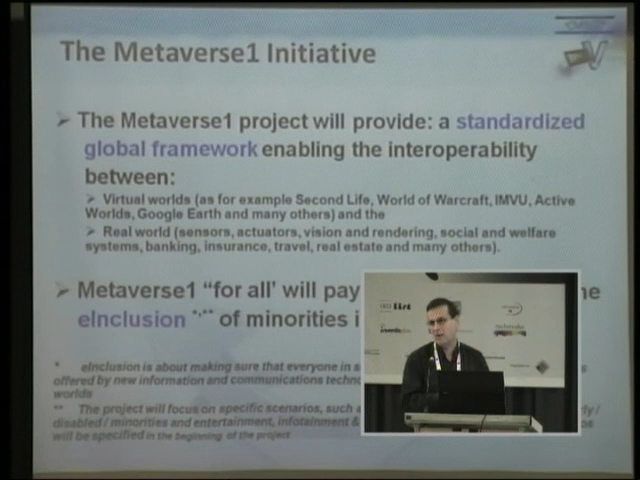 The Metaverse1 Initiative
➢ The Metaverse1 project will provide: a standardized
global framework enabling the interoperability
between:
➢ Virtual worlds (as for example Second Life, World of Warcraft, IMVU, Active
Worlds, Google Earth and many others) and the
➢ Real world (sensors, actuators, vision and rendering, social and welfare
systems, banking, insurance, travel, real estate and many others).
➢ Metaverse1 “for all’ will pay
eInclusion *,** of minorities i
* eInclusion is about making sure that everyone in s
offered by new information and communications techno
worlds
** The project will focus on specific scenarios, such a
disabled / minorities and entertainment, infotainment &
will be specified in the beginning of the project